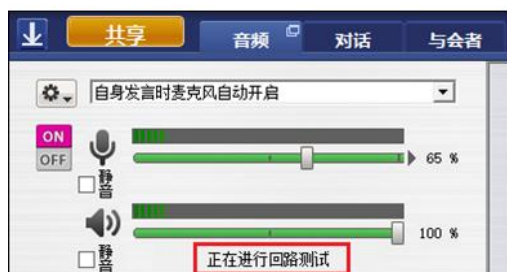 共享 音频 对话 与会者
自身发言时麦克风自动开启
ON
OFF
65 %
静音
100 %
静音
正在进行回路测试